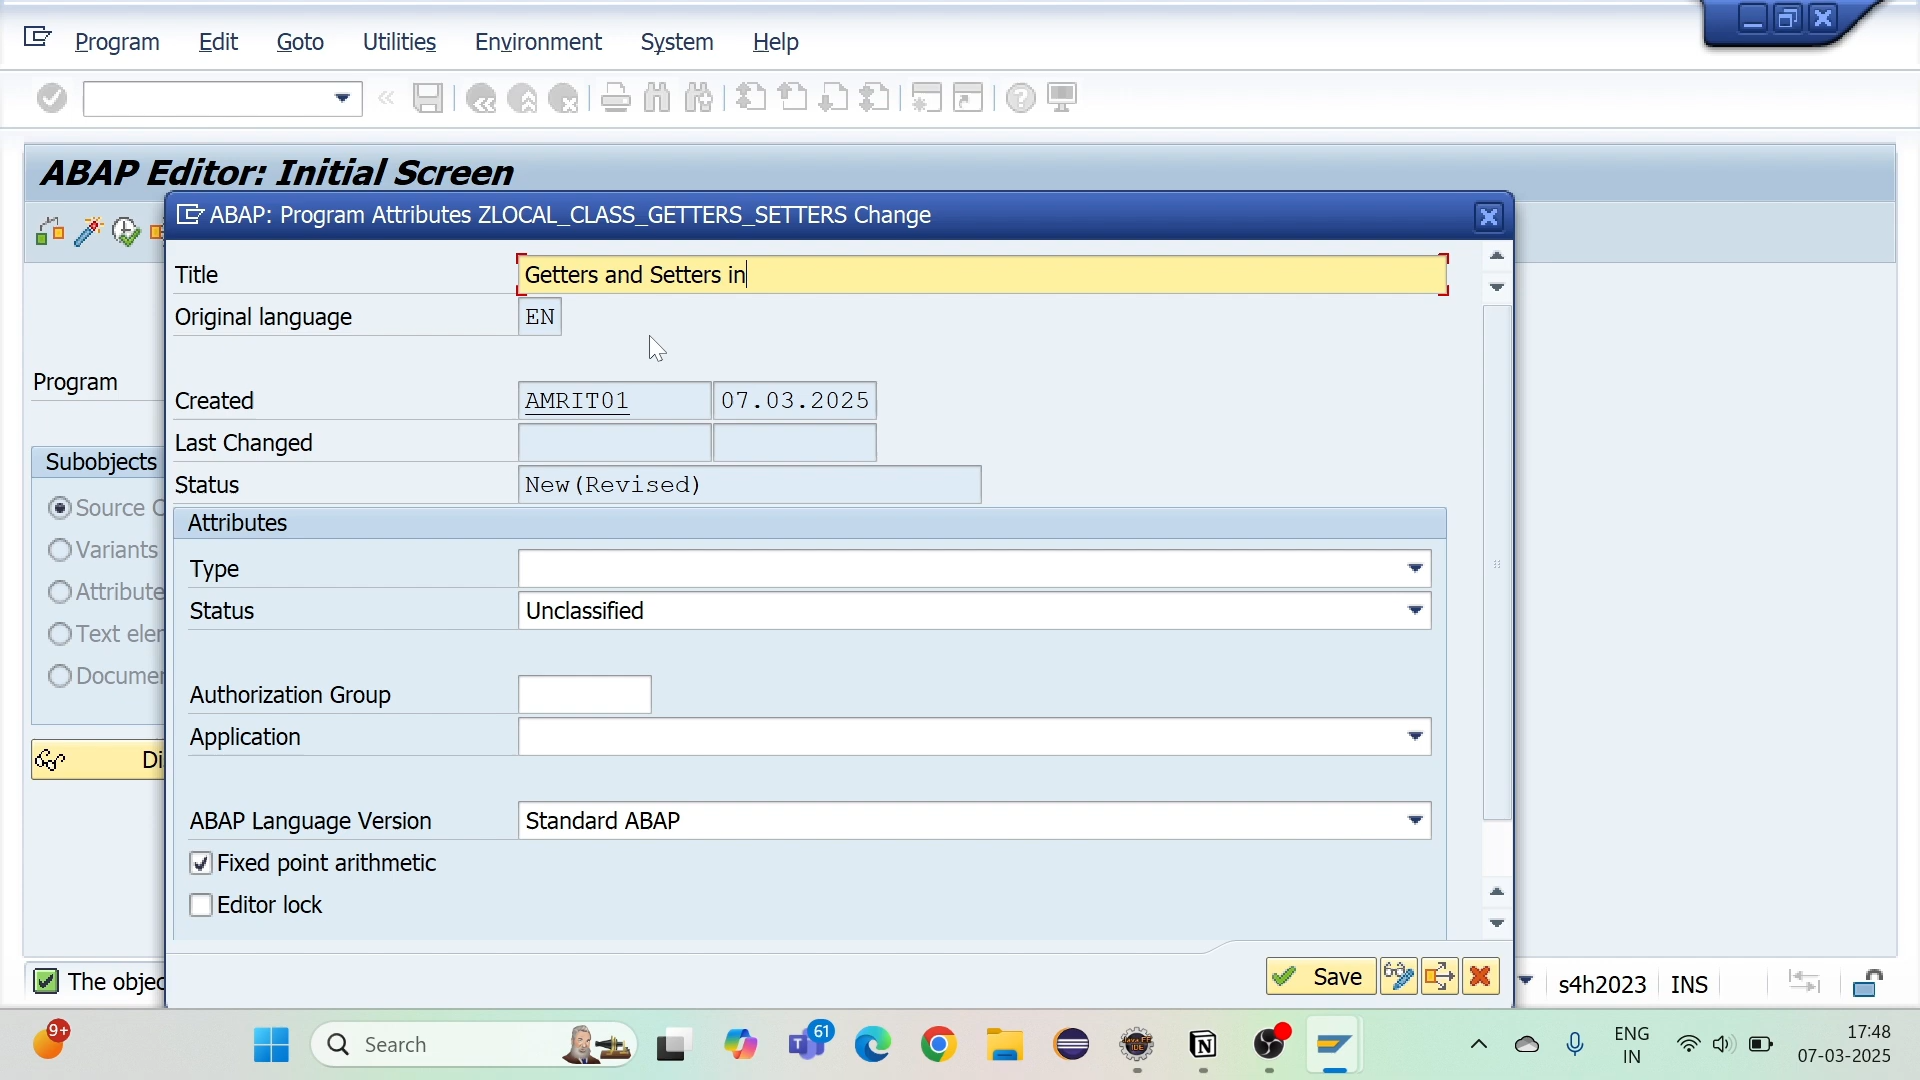 Program Edit Goto Utilities Environment System Help
ABAP Editor: Initial Screen
ABAP: Program Attributes ZLOCAL_CLASS_GETTERS_SETTERS Change
Title Getters and Setters in
Original language EN
Program
Created AMRIT01 07.03.2025
Last Changed
Subobjects
Status New(Revised)
Source C
Attributes
Variants
Type
Attribute
Status Unclassified
Text eler
Documer
Authorization Group
Application
Di
ABAP Language Version Standard ABAP
Fixed point arithmetic
Editor lock
The objec
Save
s4h2023 INS
9+
Search
61
ENG
IN
17:48
07-03-2025